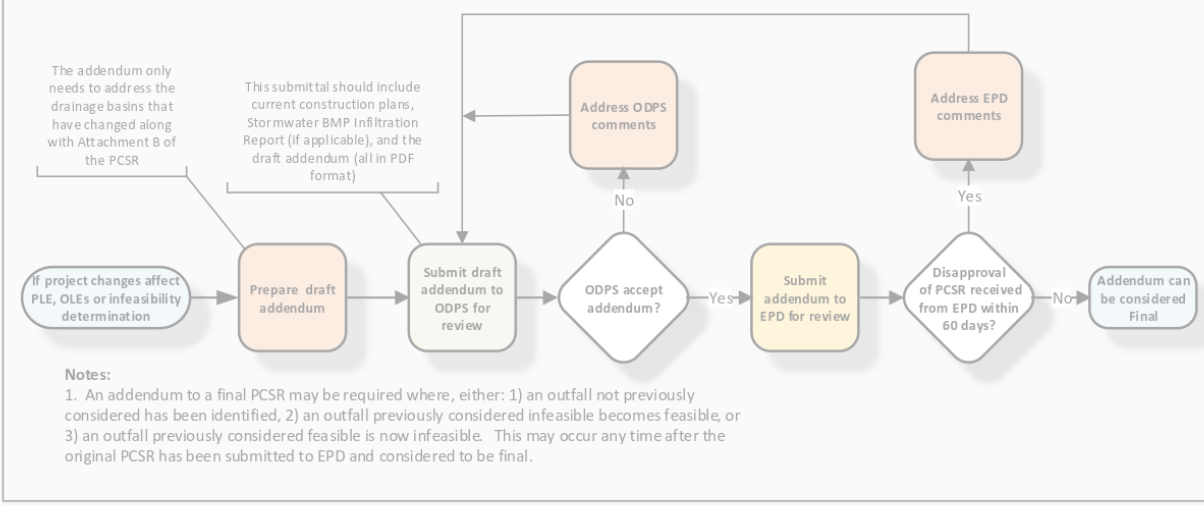 The addendum only
needs to address the
drainage basins that
have changed along
with Attachment B of
the PCSR
This submittal should include
current construction plans,
Stormwater BMP Infiltration
Report (if applicable), and the
draft addendum (all in PDF
format)
Address ODPS
comments
Address EPD
comments
No
Yes
If project changes affect
PLE, OLEs or infeasibility
determination
Prepare draft
addendum
Submit draft
addendum to
ODPS for
review
ODPS accept
addendum?
Yes
Submit
addendum to
EPD for review
Disapproval
of PCSR received
from EPD within
60 days?
No
Addendum can
be considered
Final
Notes:
1. An addendum to a final PCSR may be required where, either: 1) an outfall not previously
considered has been identified, 2) an outfall previously considered infeasible becomes feasible, or
3) an outfall previously considered feasible is now infeasible. This may occur any time after the
original PCSR has been submitted to EPD and considered to be final.